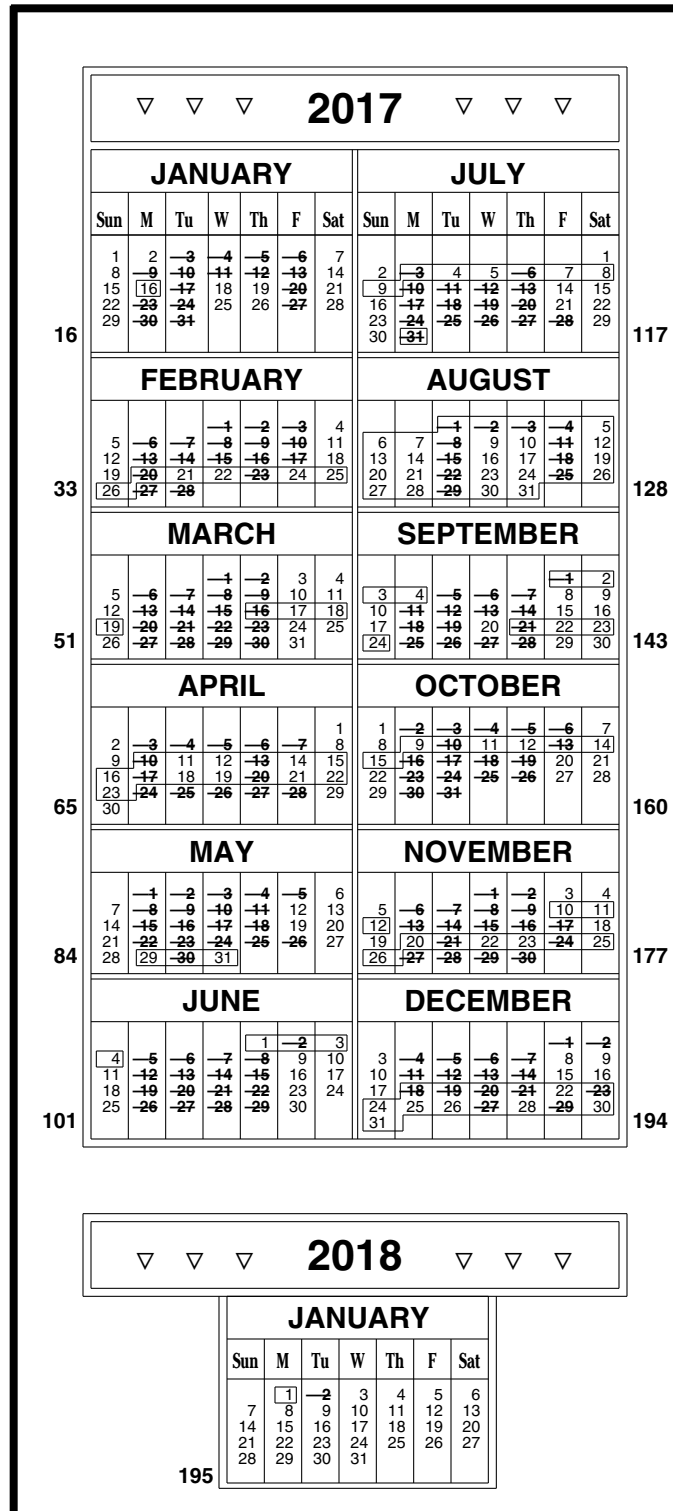 2017
JANUARY
Sun M Tu W Th F Sat
1 2 3 4 5 6 7
8 9 10 11 12 13 14
15 16 17 18 19 20 21
22 23 24 25 26 27 28
29 30 31
16
JULY
Sun M Tu W Th F Sat
1
2 3 4 5 6 7 8
9 10 11 12 13 14 15
16 17 18 19 20 21 22
23 24 25 26 27 28 29
30 31
117
FEBRUARY
1 2 3 4
5 6 7 8 9 10 11
12 13 14 15 16 17 18
19 20 21 22 23 24 25
26 27 28
33
AUGUST
1 2 3 4 5
6 7 8 9 10 11 12
13 14 15 16 17 18 19
20 21 22 23 24 25 26
27 28 29 30 31
128
MARCH
1 2 3 4
5 6 7 8 9 10 11
12 13 14 15 16 17 18
19 20 21 22 23 24 25
26 27 28 29 30 31
51
SEPTEMBER
1 2
3 4 5 6 7 8 9
10 11 12 13 14 15 16
17 18 19 20 21 22 23
24 25 26 27 28 29 30
143
APRIL
1
2 3 4 5 6 7 8
9 10 11 12 13 14 15
16 17 18 19 20 21 22
23 24 25 26 27 28 29
30
65
OCTOBER
1 2 3 4 5 6 7
8 9 10 11 12 13 14
15 16 17 18 19 20 21
22 23 24 25 26 27 28
29 30 31
160
MAY
1 2 3 4 5 6
7 8 9 10 11 12 13
14 15 16 17 18 19 20
21 22 23 24 25 26 27
28 29 30 31
84
NOVEMBER
1 2 3 4
5 6 7 8 9 10 11
12 13 14 15 16 17 18
19 20 21 22 23 24 25
26 27 28 29 30
177
JUNE
1 2 3
4 5 6 7 8 9 10
11 12 13 14 15 16 17
18 19 20 21 22 23 24
25 26 27 28 29 30
101
DECEMBER
1 2
3 4 5 6 7 8 9
10 11 12 13 14 15 16
17 18 19 20 21 22 23
24 25 26 27 28 29 30
31
194
2018
JANUARY
Sun M Tu W Th F Sat
1 2 3 4 5 6
7 8 9 10 11 12 13
14 15 16 17 18 19 20
21 22 23 24 25 26 27
28 29 30 31
195